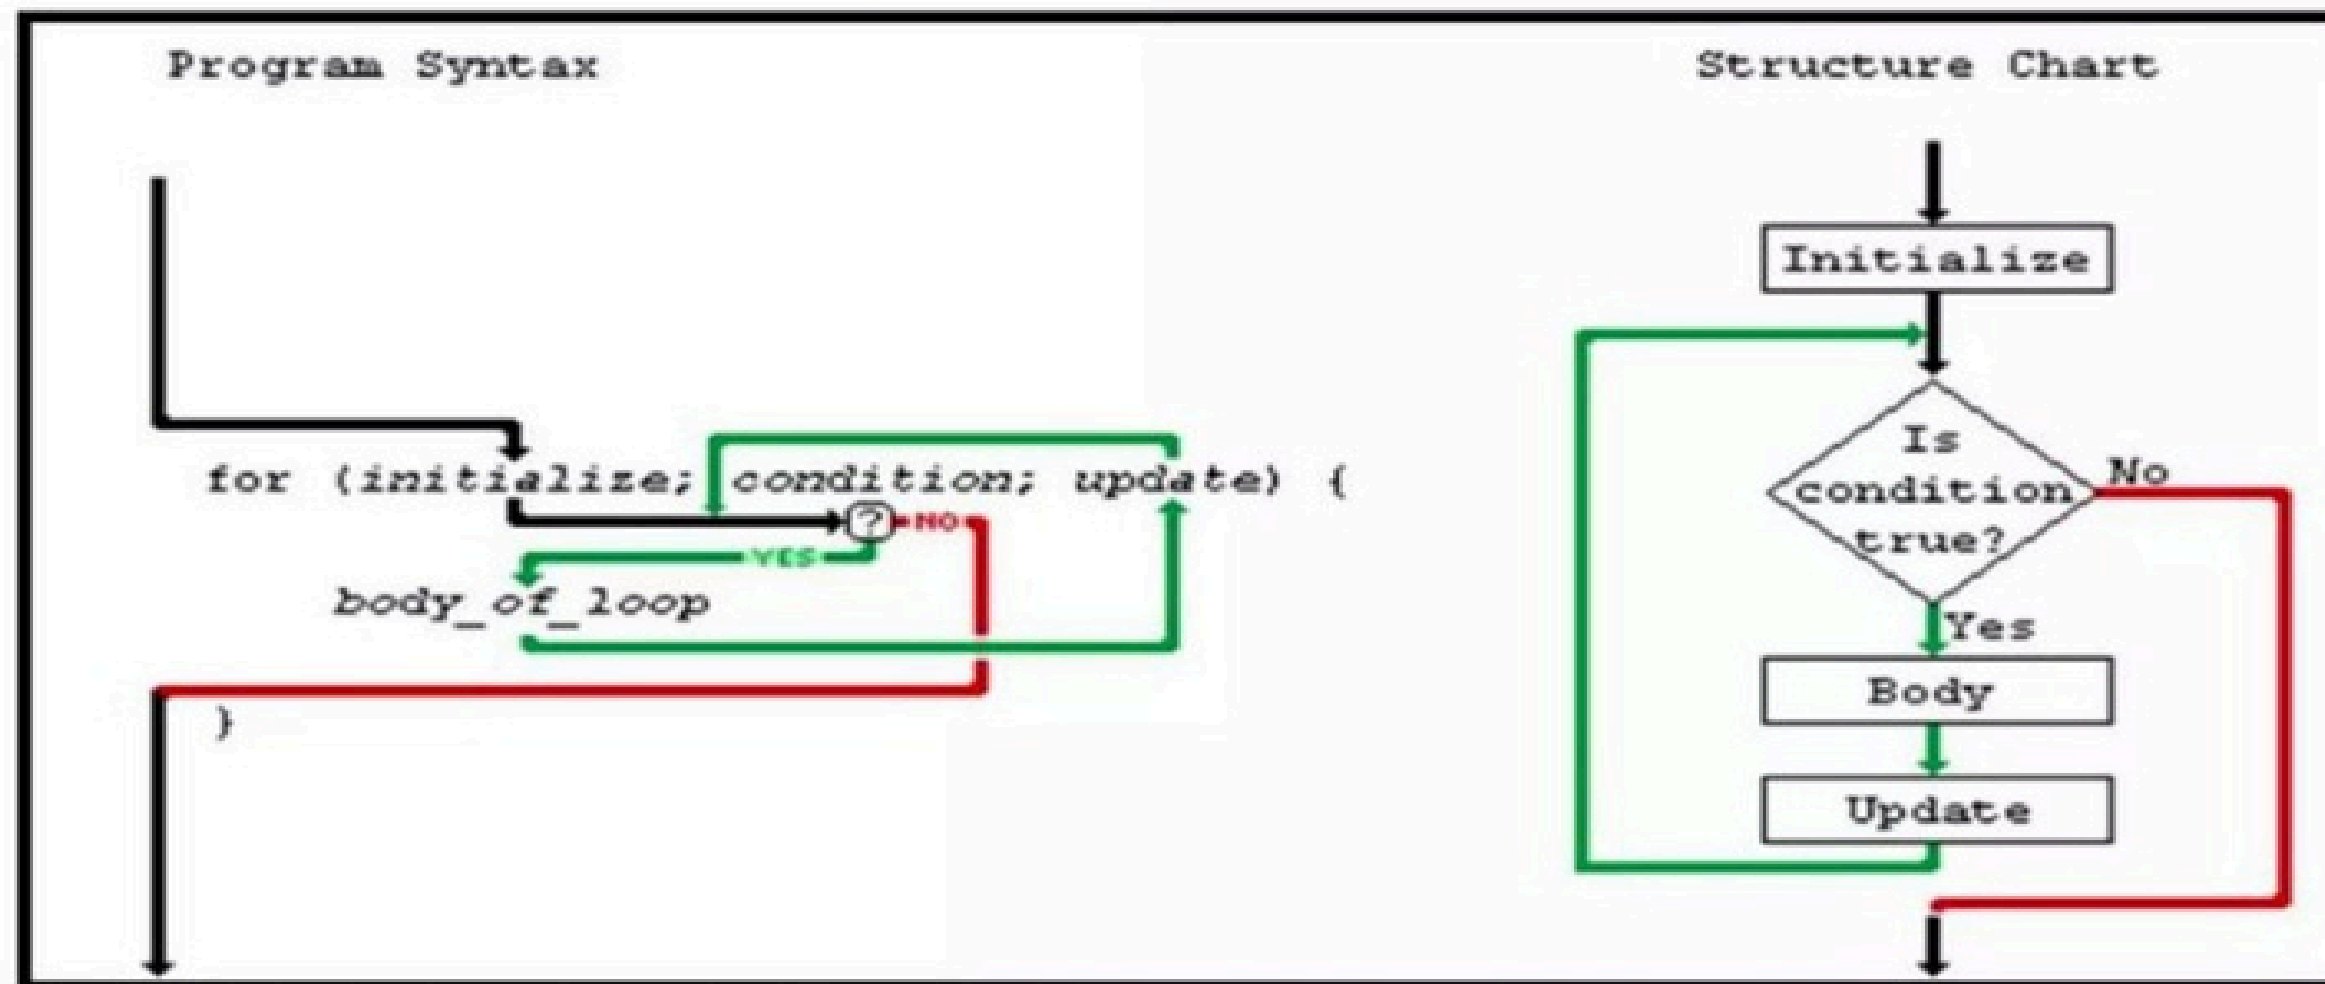 Program Syntax
Structure Chart
for (initialize; condition; update) {
? NO
YES
body_of_loop
}
Initialize
Is
condition
true?
No
Yes
Body
Update